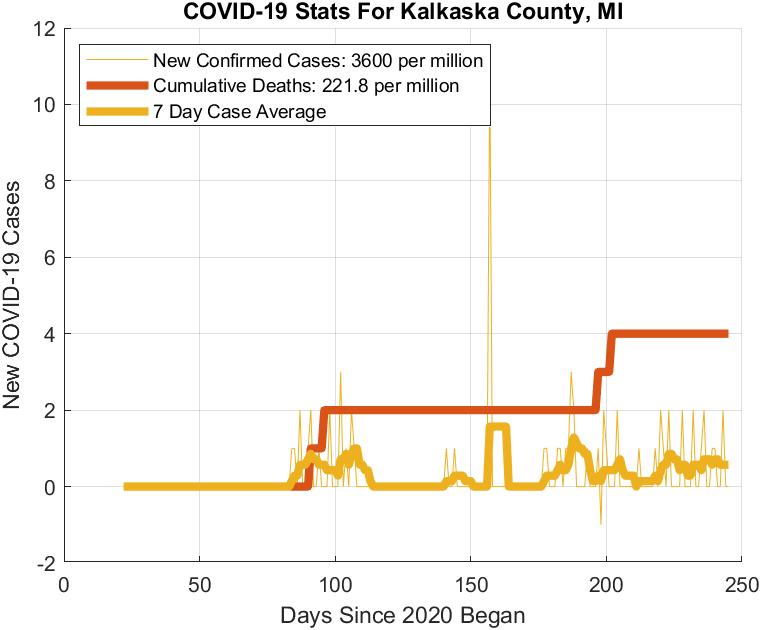 COVID-19 Stats For Kalkaska County, MI
New Confirmed Cases: 3600 per million
Cumulative Deaths: 221.8 per million
7 Day Case Average
12
10
8
6
4
2
0
-2
New COVID-19 Cases
0 50 100 150 200 250
Days Since 2020 Began